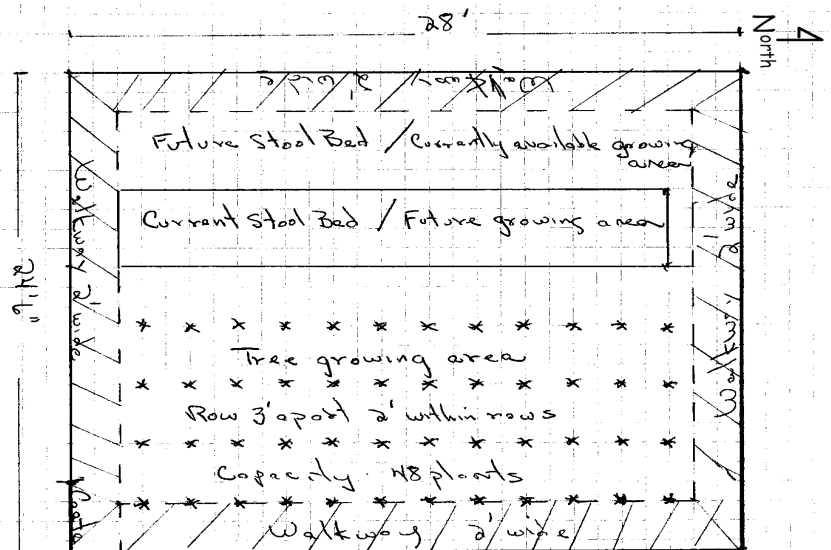 28'
North
Walkway 2' wide
Future Stool Bed / Currently available growing
area
Current Stool Bed / Future growing area
Walkway 2' wide
Walkway 2' wide
24'6"
Tree growing area
Row 3' apart 2' within rows
Capacity 48 plants
Walkway 2' wide